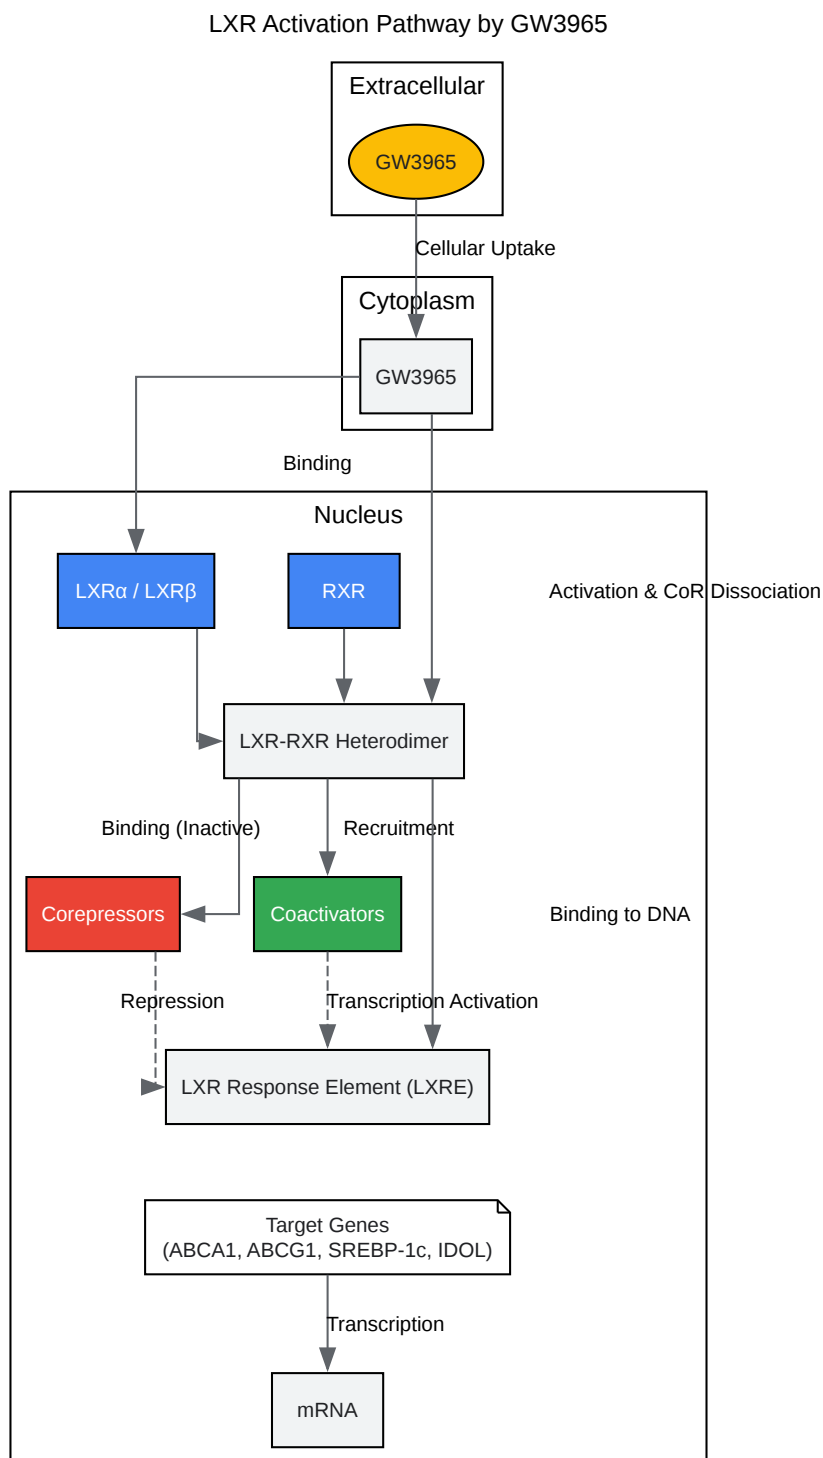 LXR Activation Pathway by GW3965
Extracellular
GW3965
Cellular Uptake
Cytoplasm
GW3965
Binding
Nucleus
LXRα / LXRβ
RXR
Activation & CoR Dissociation
LXR-RXR Heterodimer
Binding (Inactive)
Recruitment
Corepressors
Coactivators
Binding to DNA
Repression
Transcription Activation
LXR Response Element (LXRE)
Target Genes
(ABCA1, ABCG1, SREBP-1c, IDOL)
Transcription
mRNA